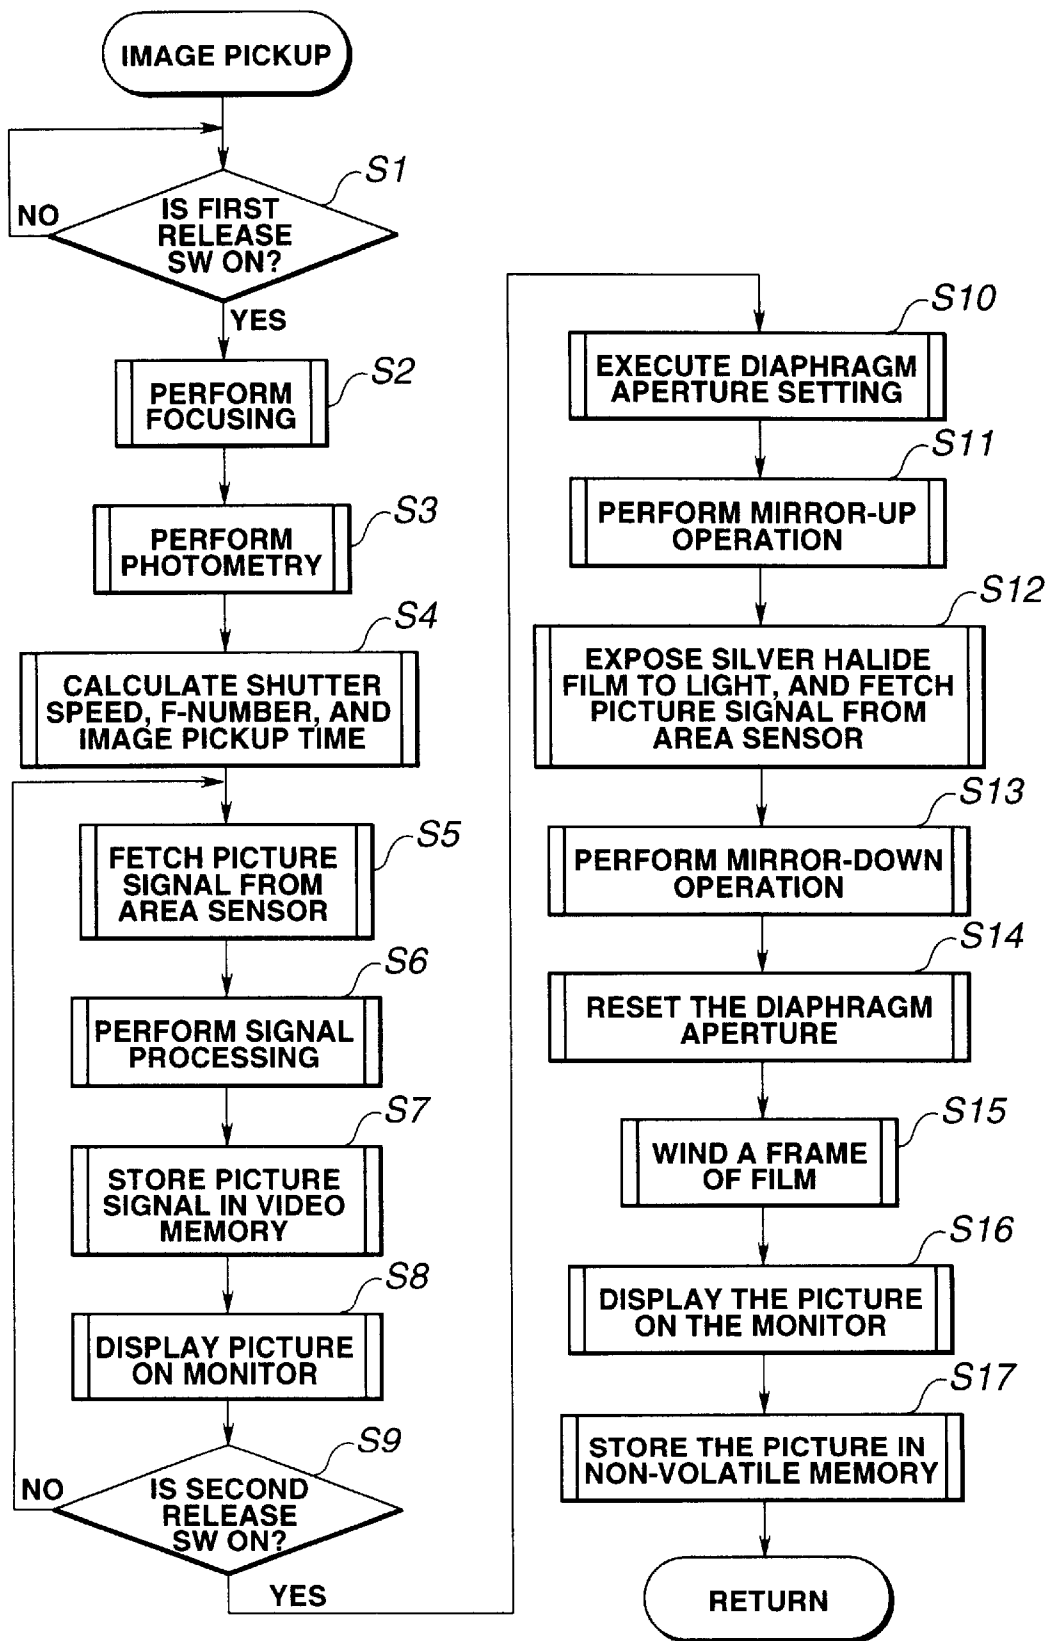 IMAGE PICKUP
S1
IS FIRST
RELEASE
SW ON?
NO
YES
S2
PERFORM
FOCUSING
S3
PERFORM
PHOTOMETRY
S4
CALCULATE SHUTTER
SPEED, F-NUMBER, AND
IMAGE PICKUP TIME
S5
FETCH PICTURE
SIGNAL FROM
AREA SENSOR
S6
PERFORM SIGNAL
PROCESSING
S7
STORE PICTURE
SIGNAL IN VIDEO
MEMORY
S8
DISPLAY PICTURE
ON MONITOR
S9
IS SECOND
RELEASE
SW ON?
NO
YES
S10
EXECUTE DIAPHRAGM
APERTURE SETTING
S11
PERFORM MIRROR-UP
OPERATION
S12
EXPOSE SILVER HALIDE
FILM TO LIGHT, AND FETCH
PICTURE SIGNAL FROM
AREA SENSOR
S13
PERFORM MIRROR-DOWN
OPERATION
S14
RESET THE DIAPHRAGM
APERTURE
S15
WIND A FRAME
OF FILM
S16
DISPLAY THE PICTURE
ON THE MONITOR
S17
STORE THE PICTURE IN
NON-VOLATILE MEMORY
RETURN